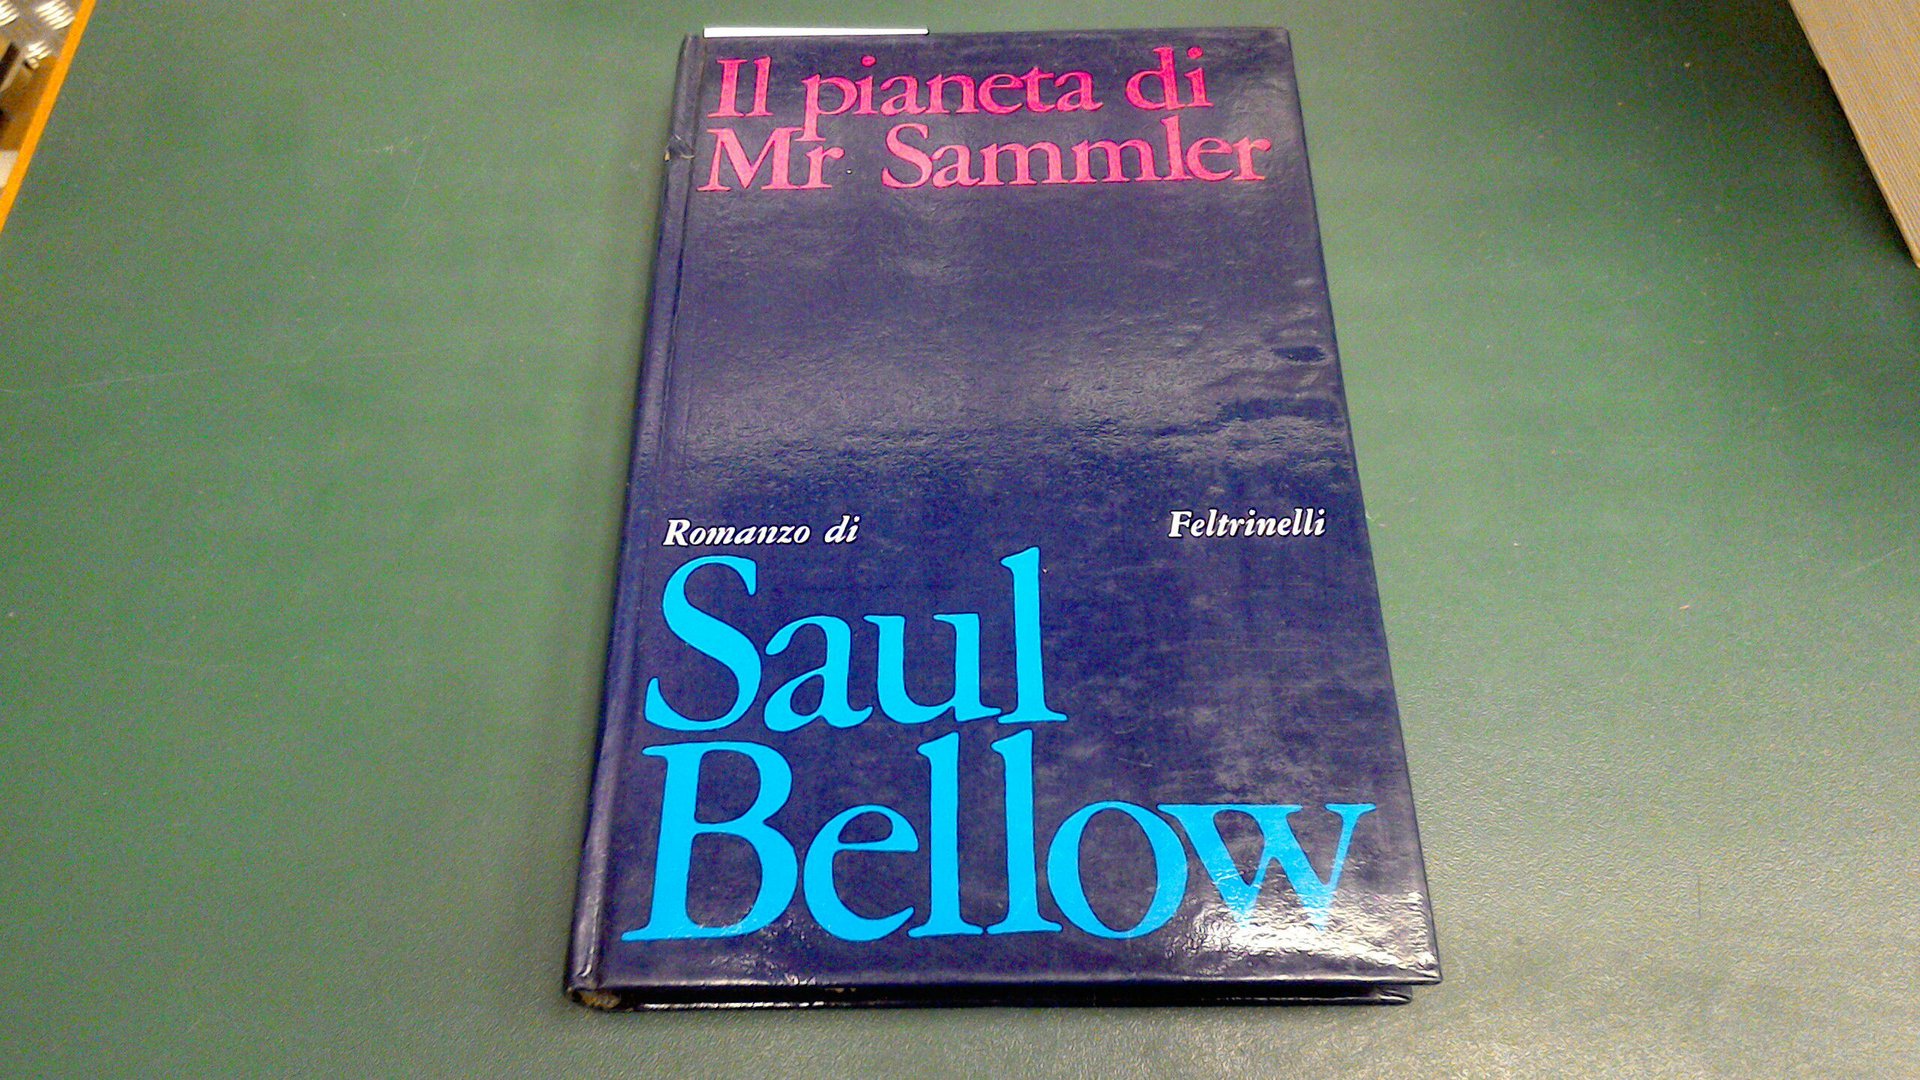 Il pianeta di
Mr Sammler
Romanzo di
Feltrinelli
Saul
Bellow